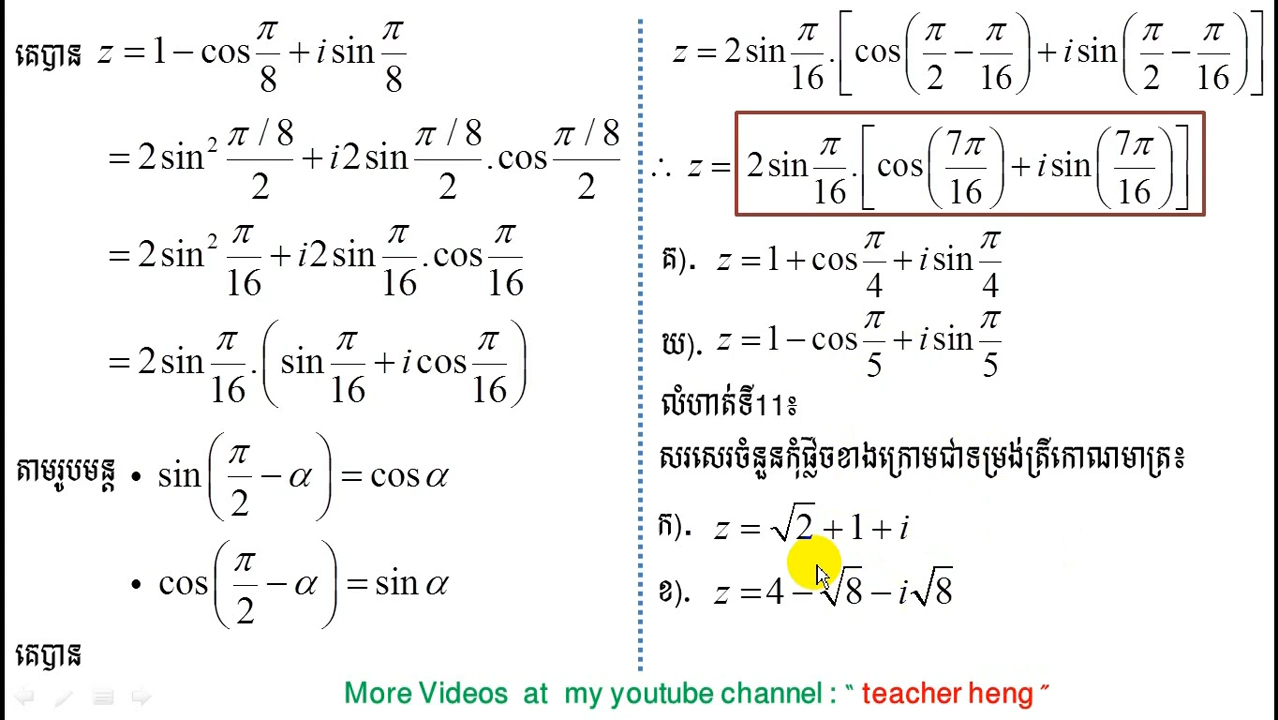 គេបាន z = 1 − cos π/8 + i sin π/8
= 2 sin² (π / 8)/2 + i2 sin (π / 8)/2 . cos (π / 8)/2
= 2 sin² π/16 + i2 sin π/16 . cos π/16
= 2 sin π/16 . ( sin π/16 + i cos π/16 )
តាមរូបមន្ត • sin( π/2 − α ) = cos α
• cos( π/2 − α ) = sin α
គេបាន
z = 2 sin π/16 . [ cos( π/2 − π/16 ) + i sin( π/2 − π/16 ) ]
∴ z = 2 sin π/16 . [ cos( 7π/16 ) + i sin( 7π/16 ) ]
គ). z = 1 + cos π/4 + i sin π/4
ឃ). z = 1 − cos π/5 + i sin π/5
លំហាត់ទី11៖
សរសេរចំនួនកុំផ្លិចខាងក្រោមជាទម្រង់ត្រីកោណមាត្រ៖
ក). z = √2 + 1 + i
ខ). z = 4 − √8 − i√8
More Videos at my youtube channel : “ teacher heng ”